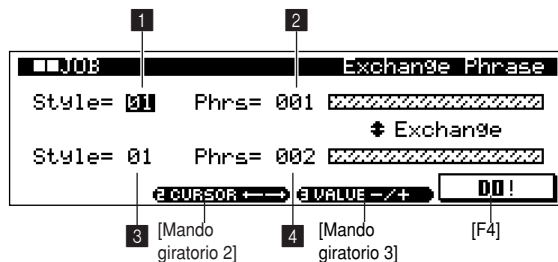 1 2
JOB Exchange Phrase
Style= 01 Phrs= 001
Exchange
Style= 01 Phrs= 002
2 CURSOR ←→ 3 VALUE −/+ DO!
3 [Mando giratorio 2] 4 [Mando giratorio 3] [F4]